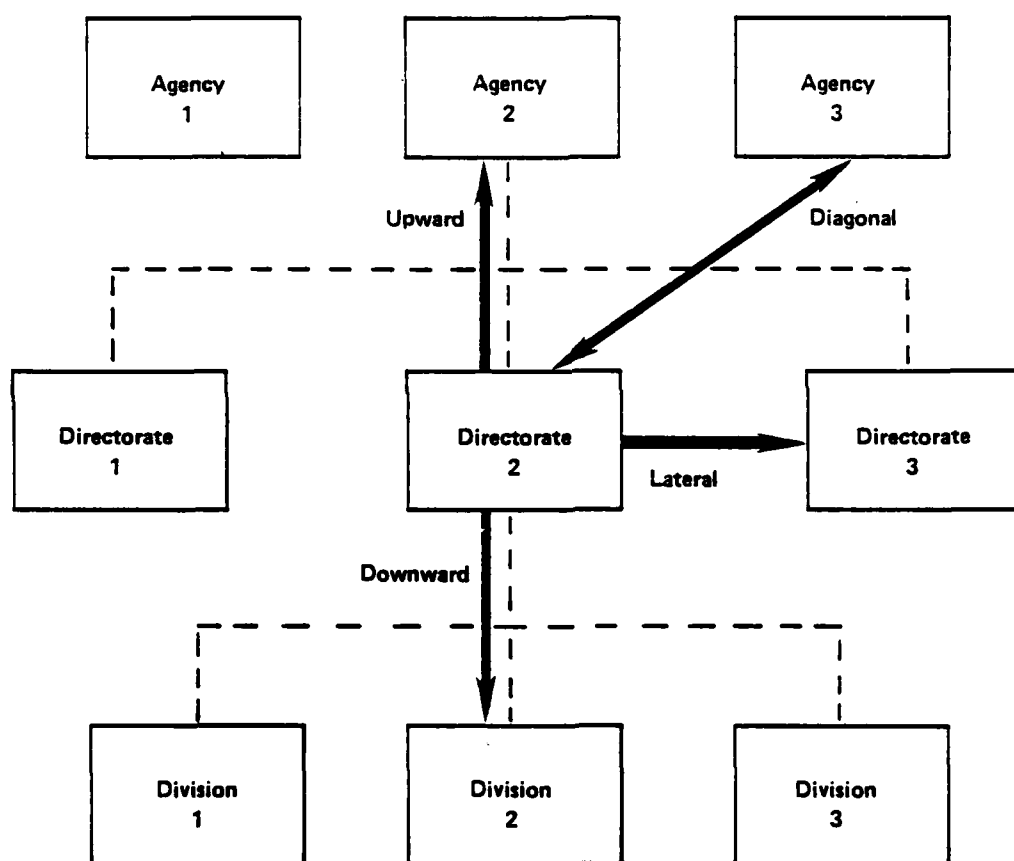 Agency
1
Agency
2
Agency
3
Upward
Diagonal
Directorate
1
Directorate
2
Directorate
3
Lateral
Downward
Division
1
Division
2
Division
3